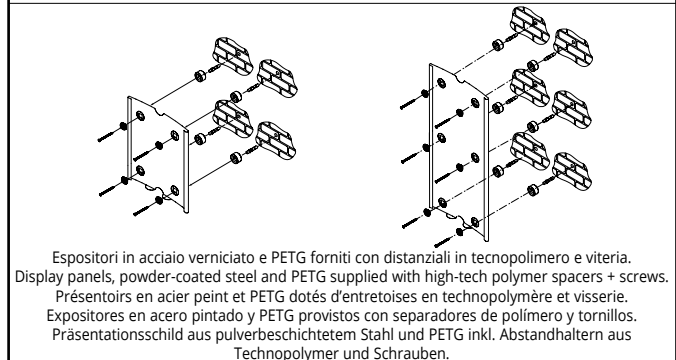 Espositori in acciaio verniciato e PETG forniti con distanziali in tecnopolimero e viteria.
Display panels, powder-coated steel and PETG supplied with high-tech polymer spacers + screws.
Présentoirs en acier peint et PETG dotés d'entretoises en technopolymère et visserie.
Expositores en acero pintado y PETG provistos con separadores de polímero y tornillos.
Präsentationsschild aus pulverbeschichtetem Stahl und PETG inkl. Abstandhaltern aus
Technopolymer und Schrauben.